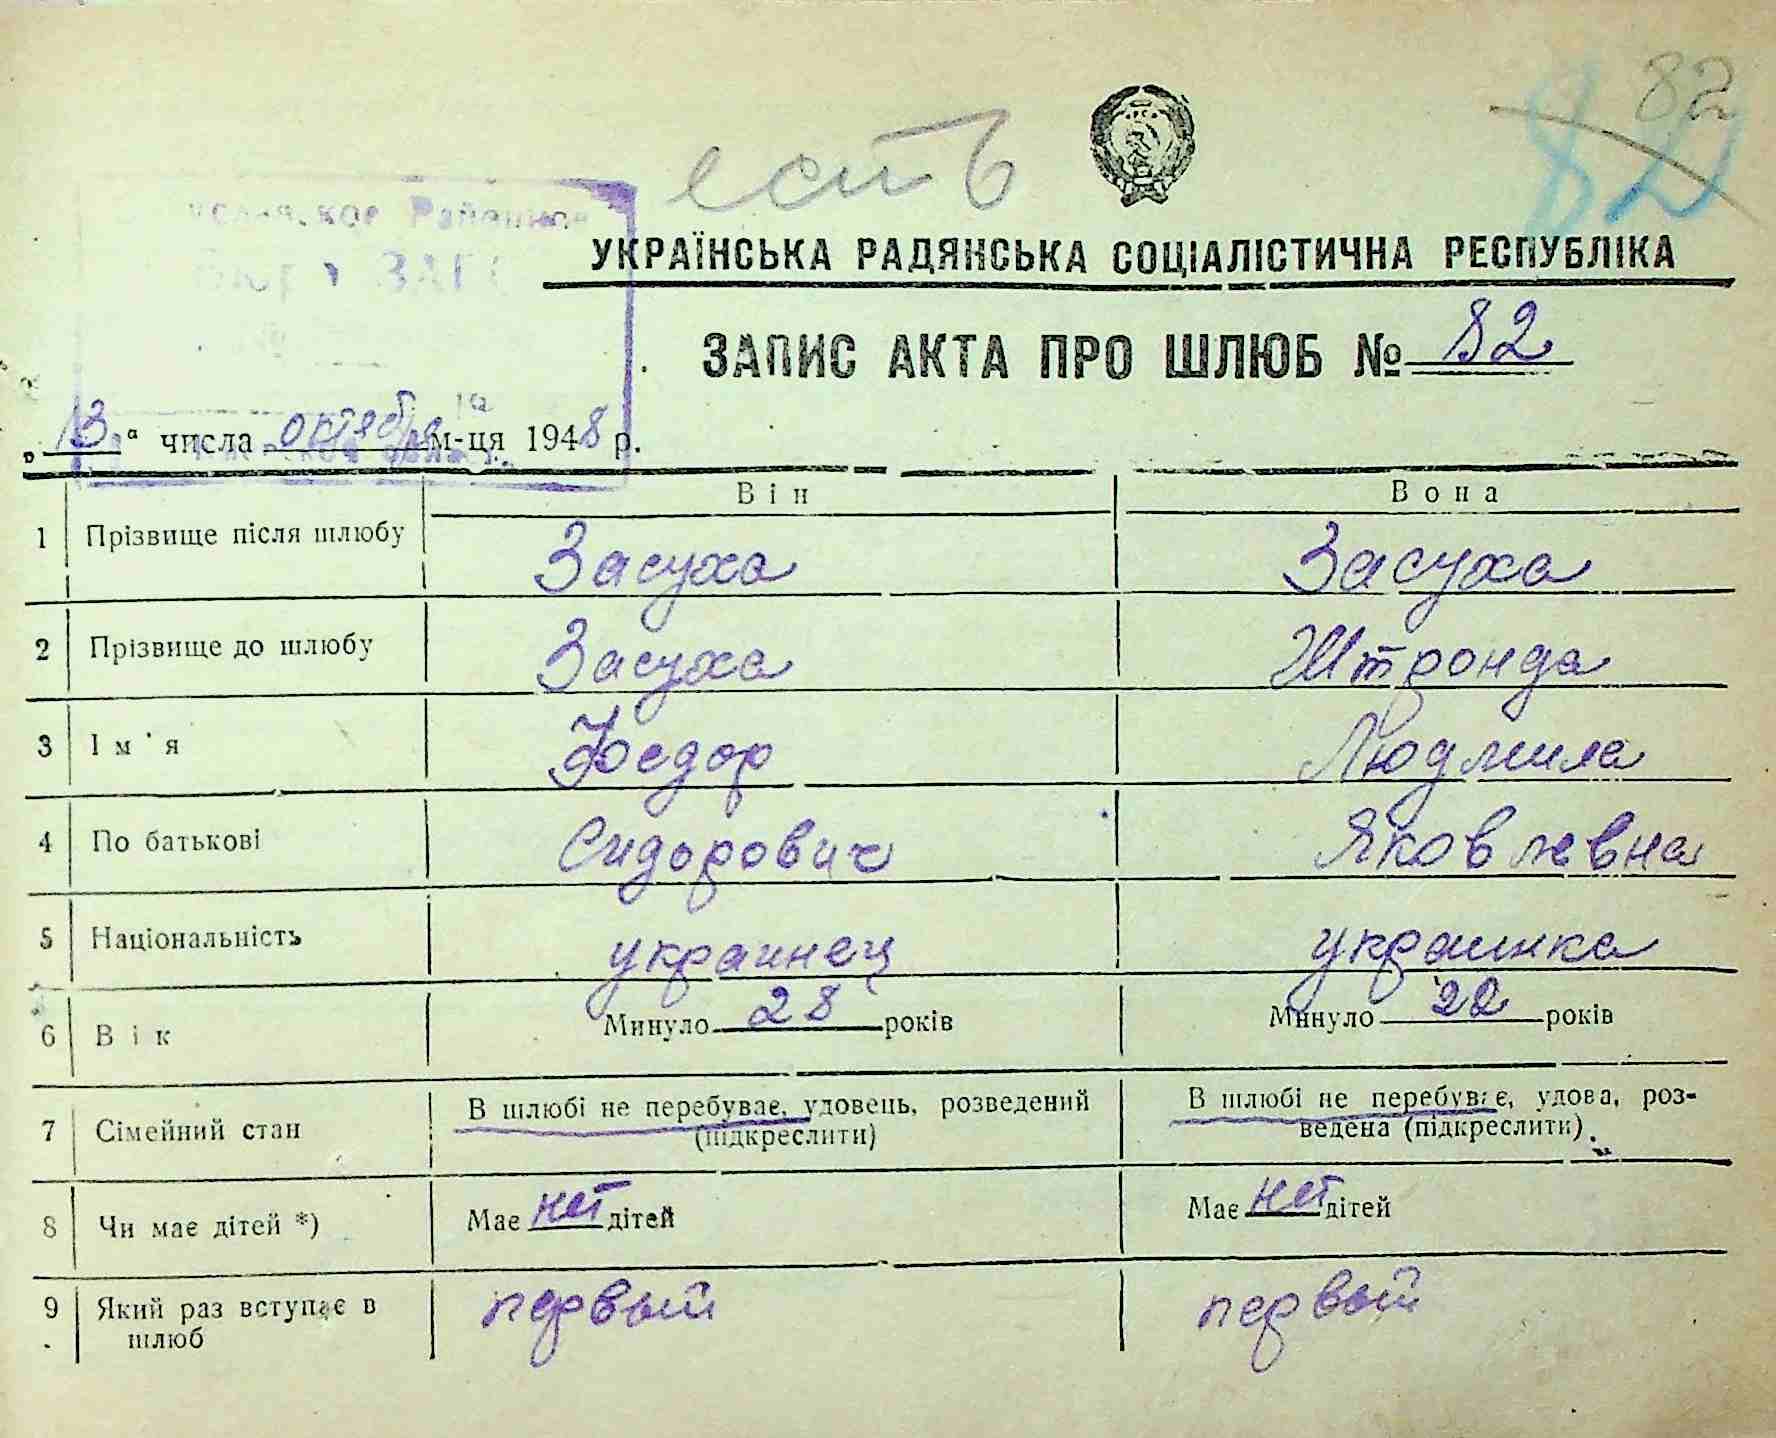 82
82
есть
Районное
ЗАГС
УКРАЇНСЬКА РАДЯНСЬКА СОЦІАЛІСТИЧНА РЕСПУБЛІКА
ЗАПИС АКТА ПРО ШЛЮБ № 82
„13“ числа октября м-ця 1948 р.
Він Вона
1 Прізвище після шлюбу Засуха Засуха
2 Прізвище до шлюбу Засуха Штронда
3 Ім'я Федор Людмила
4 По батькові Сидорович Яковлевна
5 Національність украинец украинка
6 Вік Минуло 28 років Минуло 22 років
7 Сімейний стан В шлюбі не перебуває, удовець, розведений (підкреслити) В шлюбі не перебуває, удова, роз-
ведена (підкреслити).
8 Чи має дітей *) Має нет дітей Має нет дітей
9 Який раз вступає в шлюб первый первый